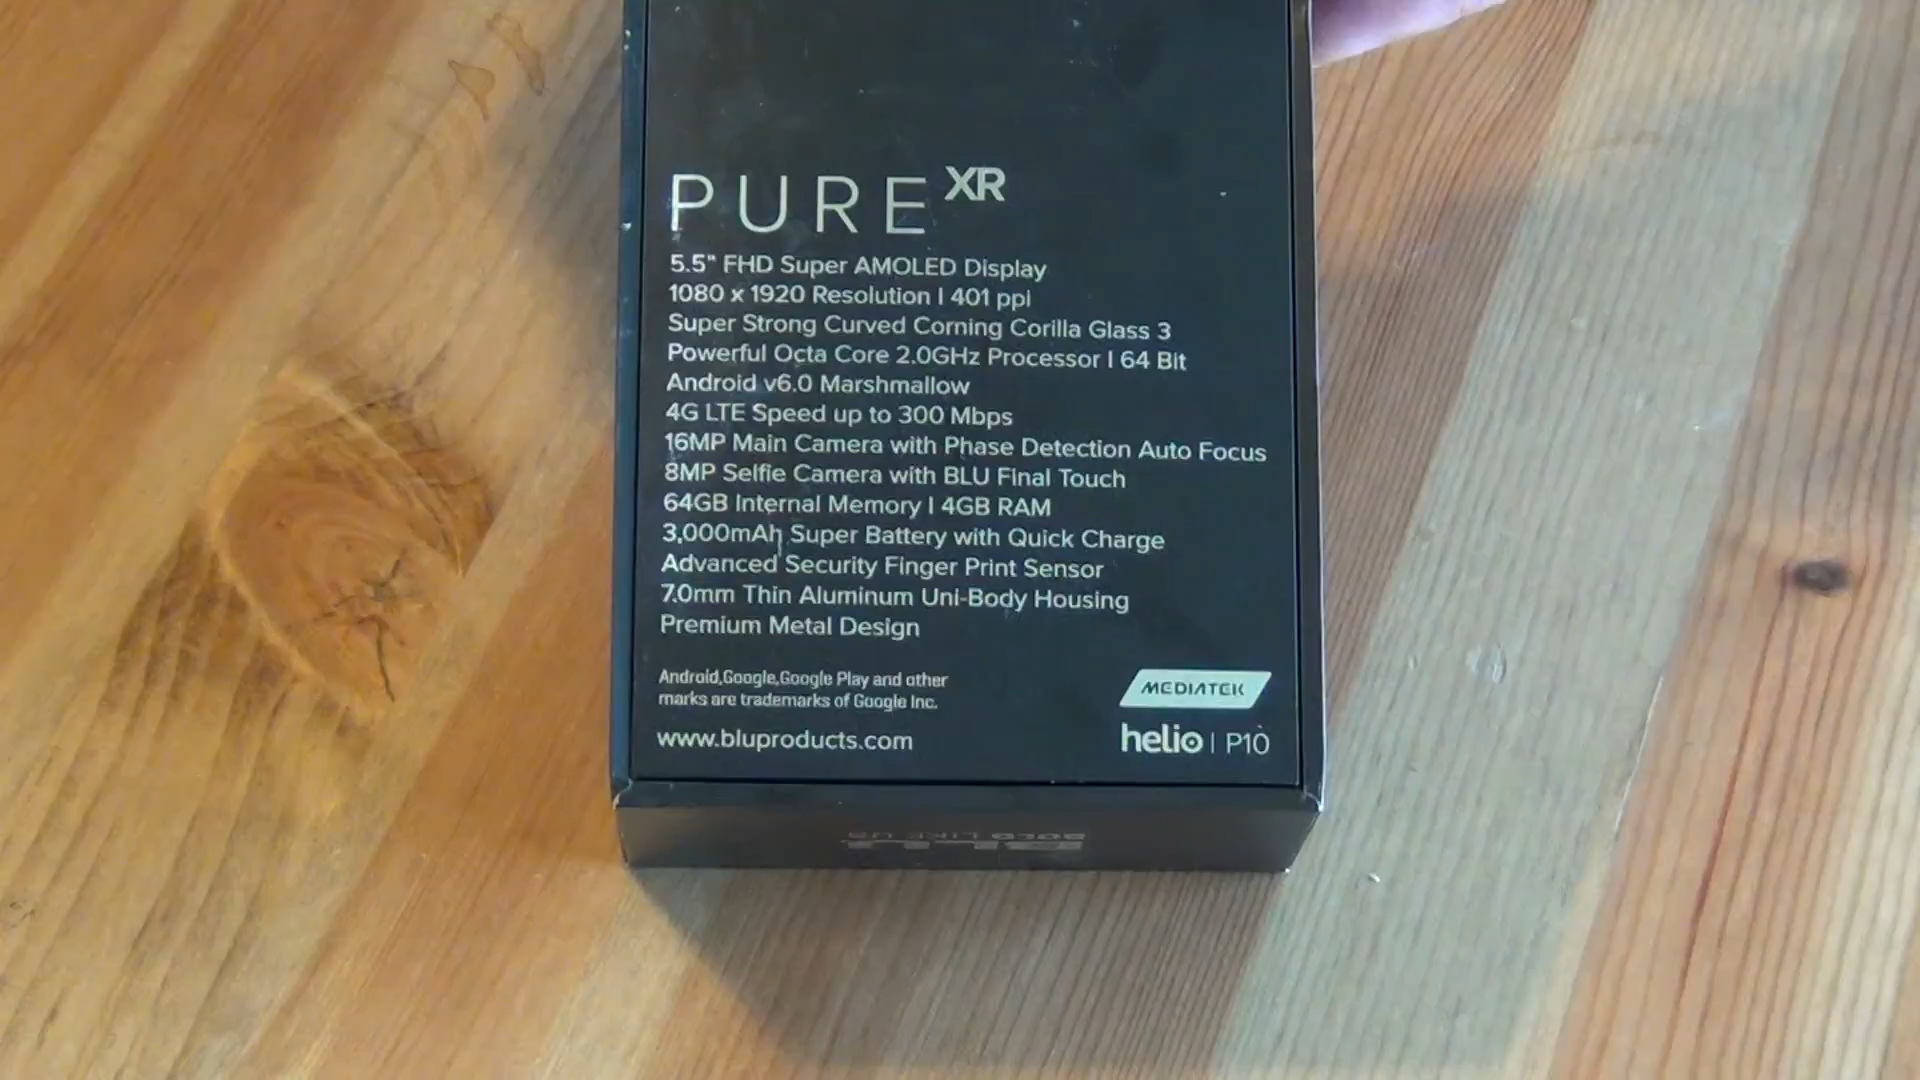 PURE XR
5.5" FHD Super AMOLED Display
1080 x 1920 Resolution | 401 ppi
Super Strong Curved Corning Corilla Glass 3
Powerful Octa Core 2.0GHz Processor | 64 Bit
Android v6.0 Marshmallow
4G LTE Speed up to 300 Mbps
16MP Main Camera with Phase Detection Auto Focus
8MP Selfie Camera with BLU Final Touch
64GB Internal Memory | 4GB RAM
3,000mAh Super Battery with Quick Charge
Advanced Security Finger Print Sensor
7.0mm Thin Aluminum Uni-Body Housing
Premium Metal Design
Android,Google,Google Play and other
marks are trademarks of Google Inc.
www.bluproducts.com
MEDIATEK
helio | P10
BOLD LIKE US